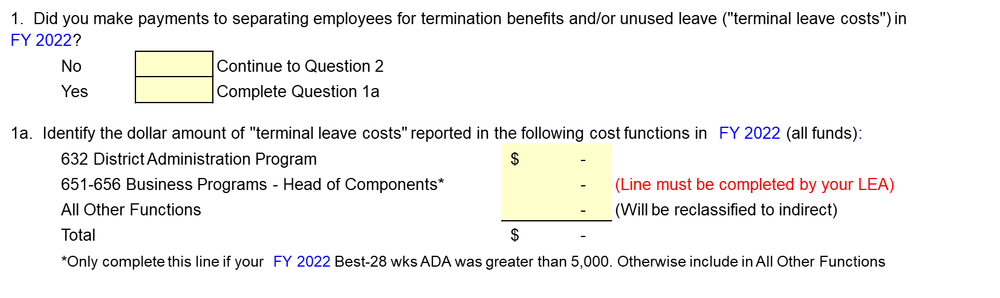 1. Did you make payments to separating employees for termination benefits and/or unused leave ("terminal leave costs") in
FY 2022?
No Continue to Question 2
Yes Complete Question 1a
1a. Identify the dollar amount of "terminal leave costs" reported in the following cost functions in FY 2022 (all funds):
632 District Administration Program $ -
651-656 Business Programs - Head of Components* - (Line must be completed by your LEA)
All Other Functions - (Will be reclassified to indirect)
Total $ -
*Only complete this line if your FY 2022 Best-28 wks ADA was greater than 5,000. Otherwise include in All Other Functions